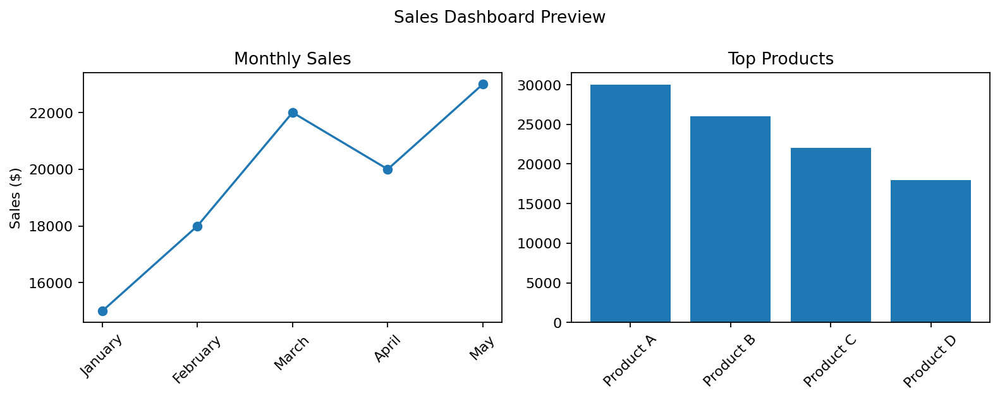 Sales Dashboard Preview
Monthly Sales
Sales ($)
22000
20000
18000
16000
January
February
March
April
May
Top Products
30000
25000
20000
15000
10000
5000
0
Product A
Product B
Product C
Product D